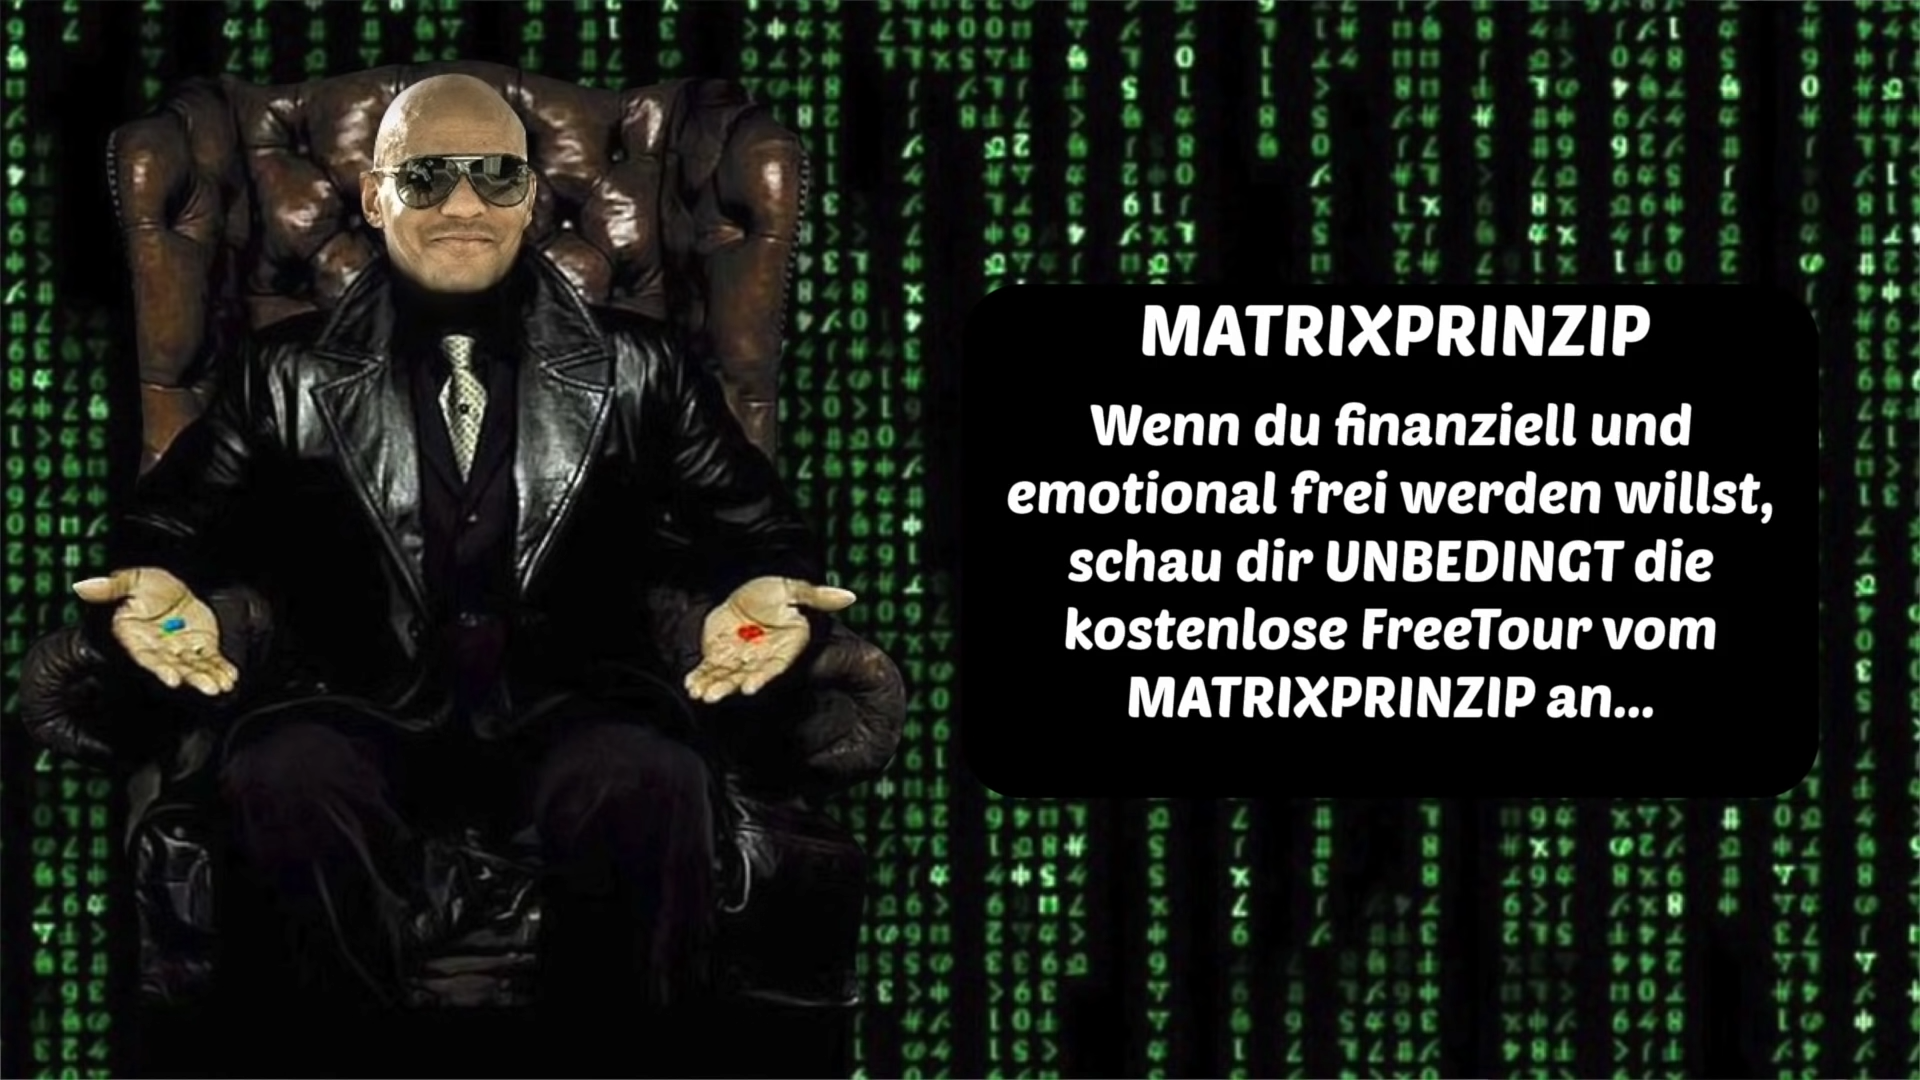 MATRIXPRINZIP
Wenn du finanziell und
emotional frei werden willst,
schau dir UNBEDINGT die
kostenlose FreeTour vom
MATRIXPRINZIP an...